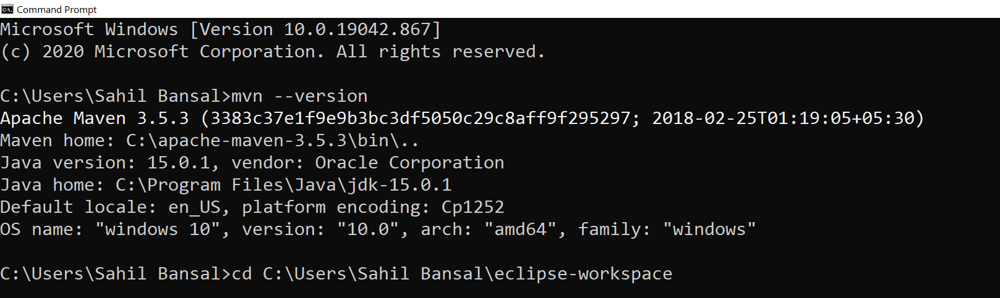 Command Prompt
Microsoft Windows [Version 10.0.19042.867]
(c) 2020 Microsoft Corporation. All rights reserved.
C:\Users\Sahil Bansal>mvn --version
Apache Maven 3.5.3 (3383c37e1f9e9b3bc3df5050c29c8aff9f295297; 2018-02-25T01:19:05+05:30)
Maven home: C:\apache-maven-3.5.3\bin\..
Java version: 15.0.1, vendor: Oracle Corporation
Java home: C:\Program Files\Java\jdk-15.0.1
Default locale: en_US, platform encoding: Cp1252
OS name: "windows 10", version: "10.0", arch: "amd64", family: "windows"
C:\Users\Sahil Bansal>cd C:\Users\Sahil Bansal\eclipse-workspace